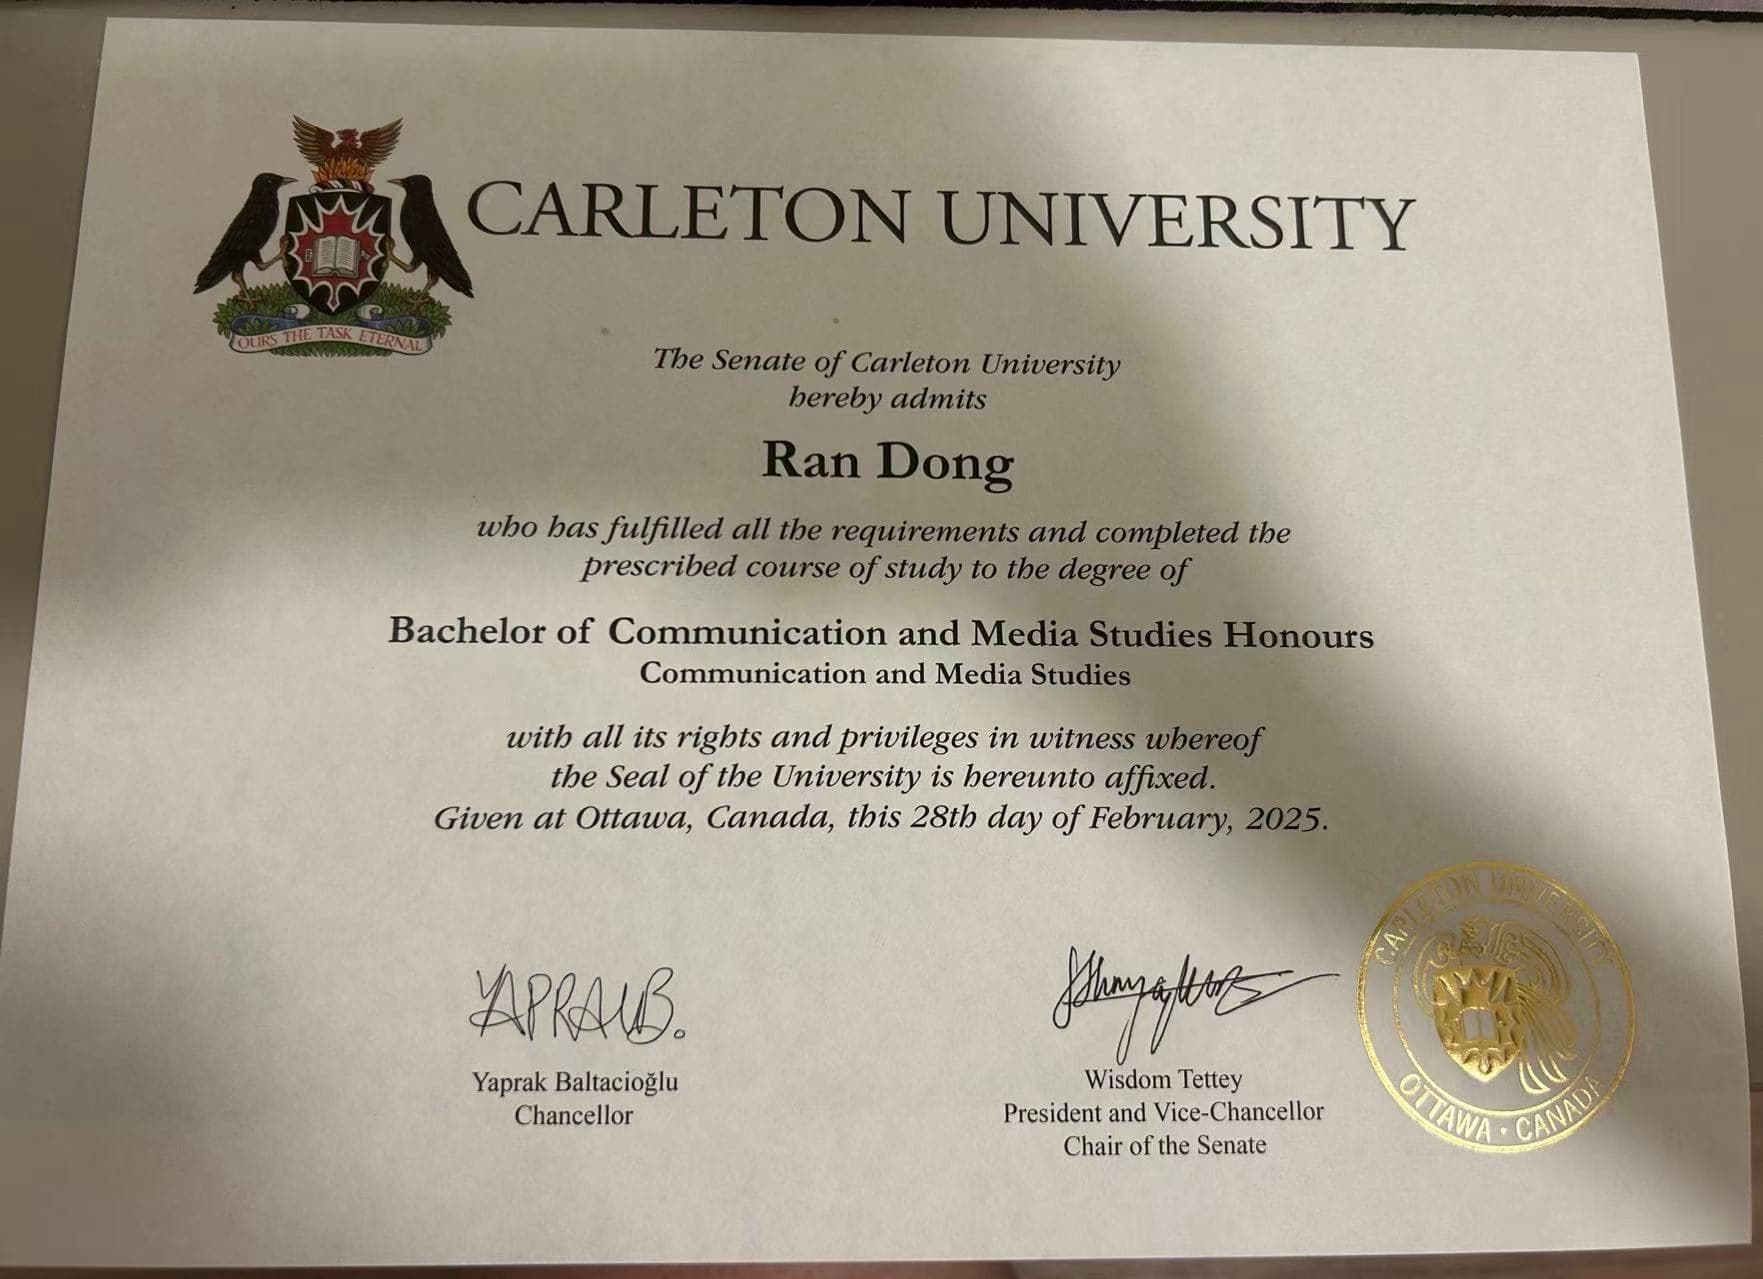 CARLETON UNIVERSITY
OURS THE TASK ETERNAL
The Senate of Carleton University
hereby admits
Ran Dong
who has fulfilled all the requirements and completed the
prescribed course of study to the degree of
Bachelor of Communication and Media Studies Honours
Communication and Media Studies
with all its rights and privileges in witness whereof
the Seal of the University is hereunto affixed.
Given at Ottawa, Canada, this 28th day of February, 2025.
YAPRAK B.
Yaprak Baltacıoğlu
Chancellor
Wisdom Tettey
President and Vice-Chancellor
Chair of the Senate
CARLETON UNIVERSITY
OTTAWA · CANADA